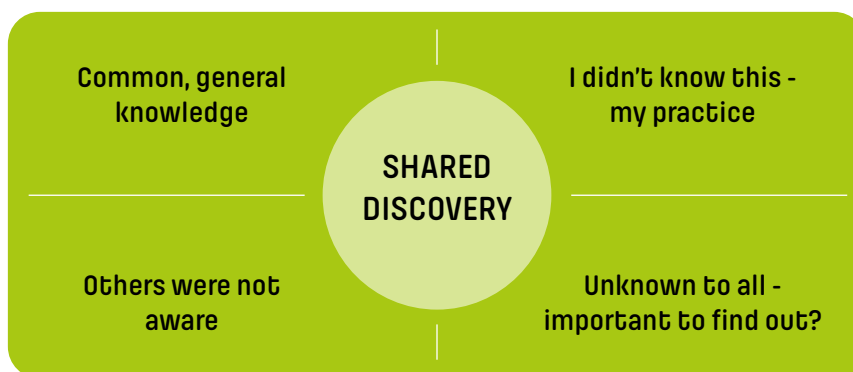 Common, general
knowledge
I didn't know this -
my practice
SHARED
DISCOVERY
Others were not
aware
Unknown to all -
important to find out?